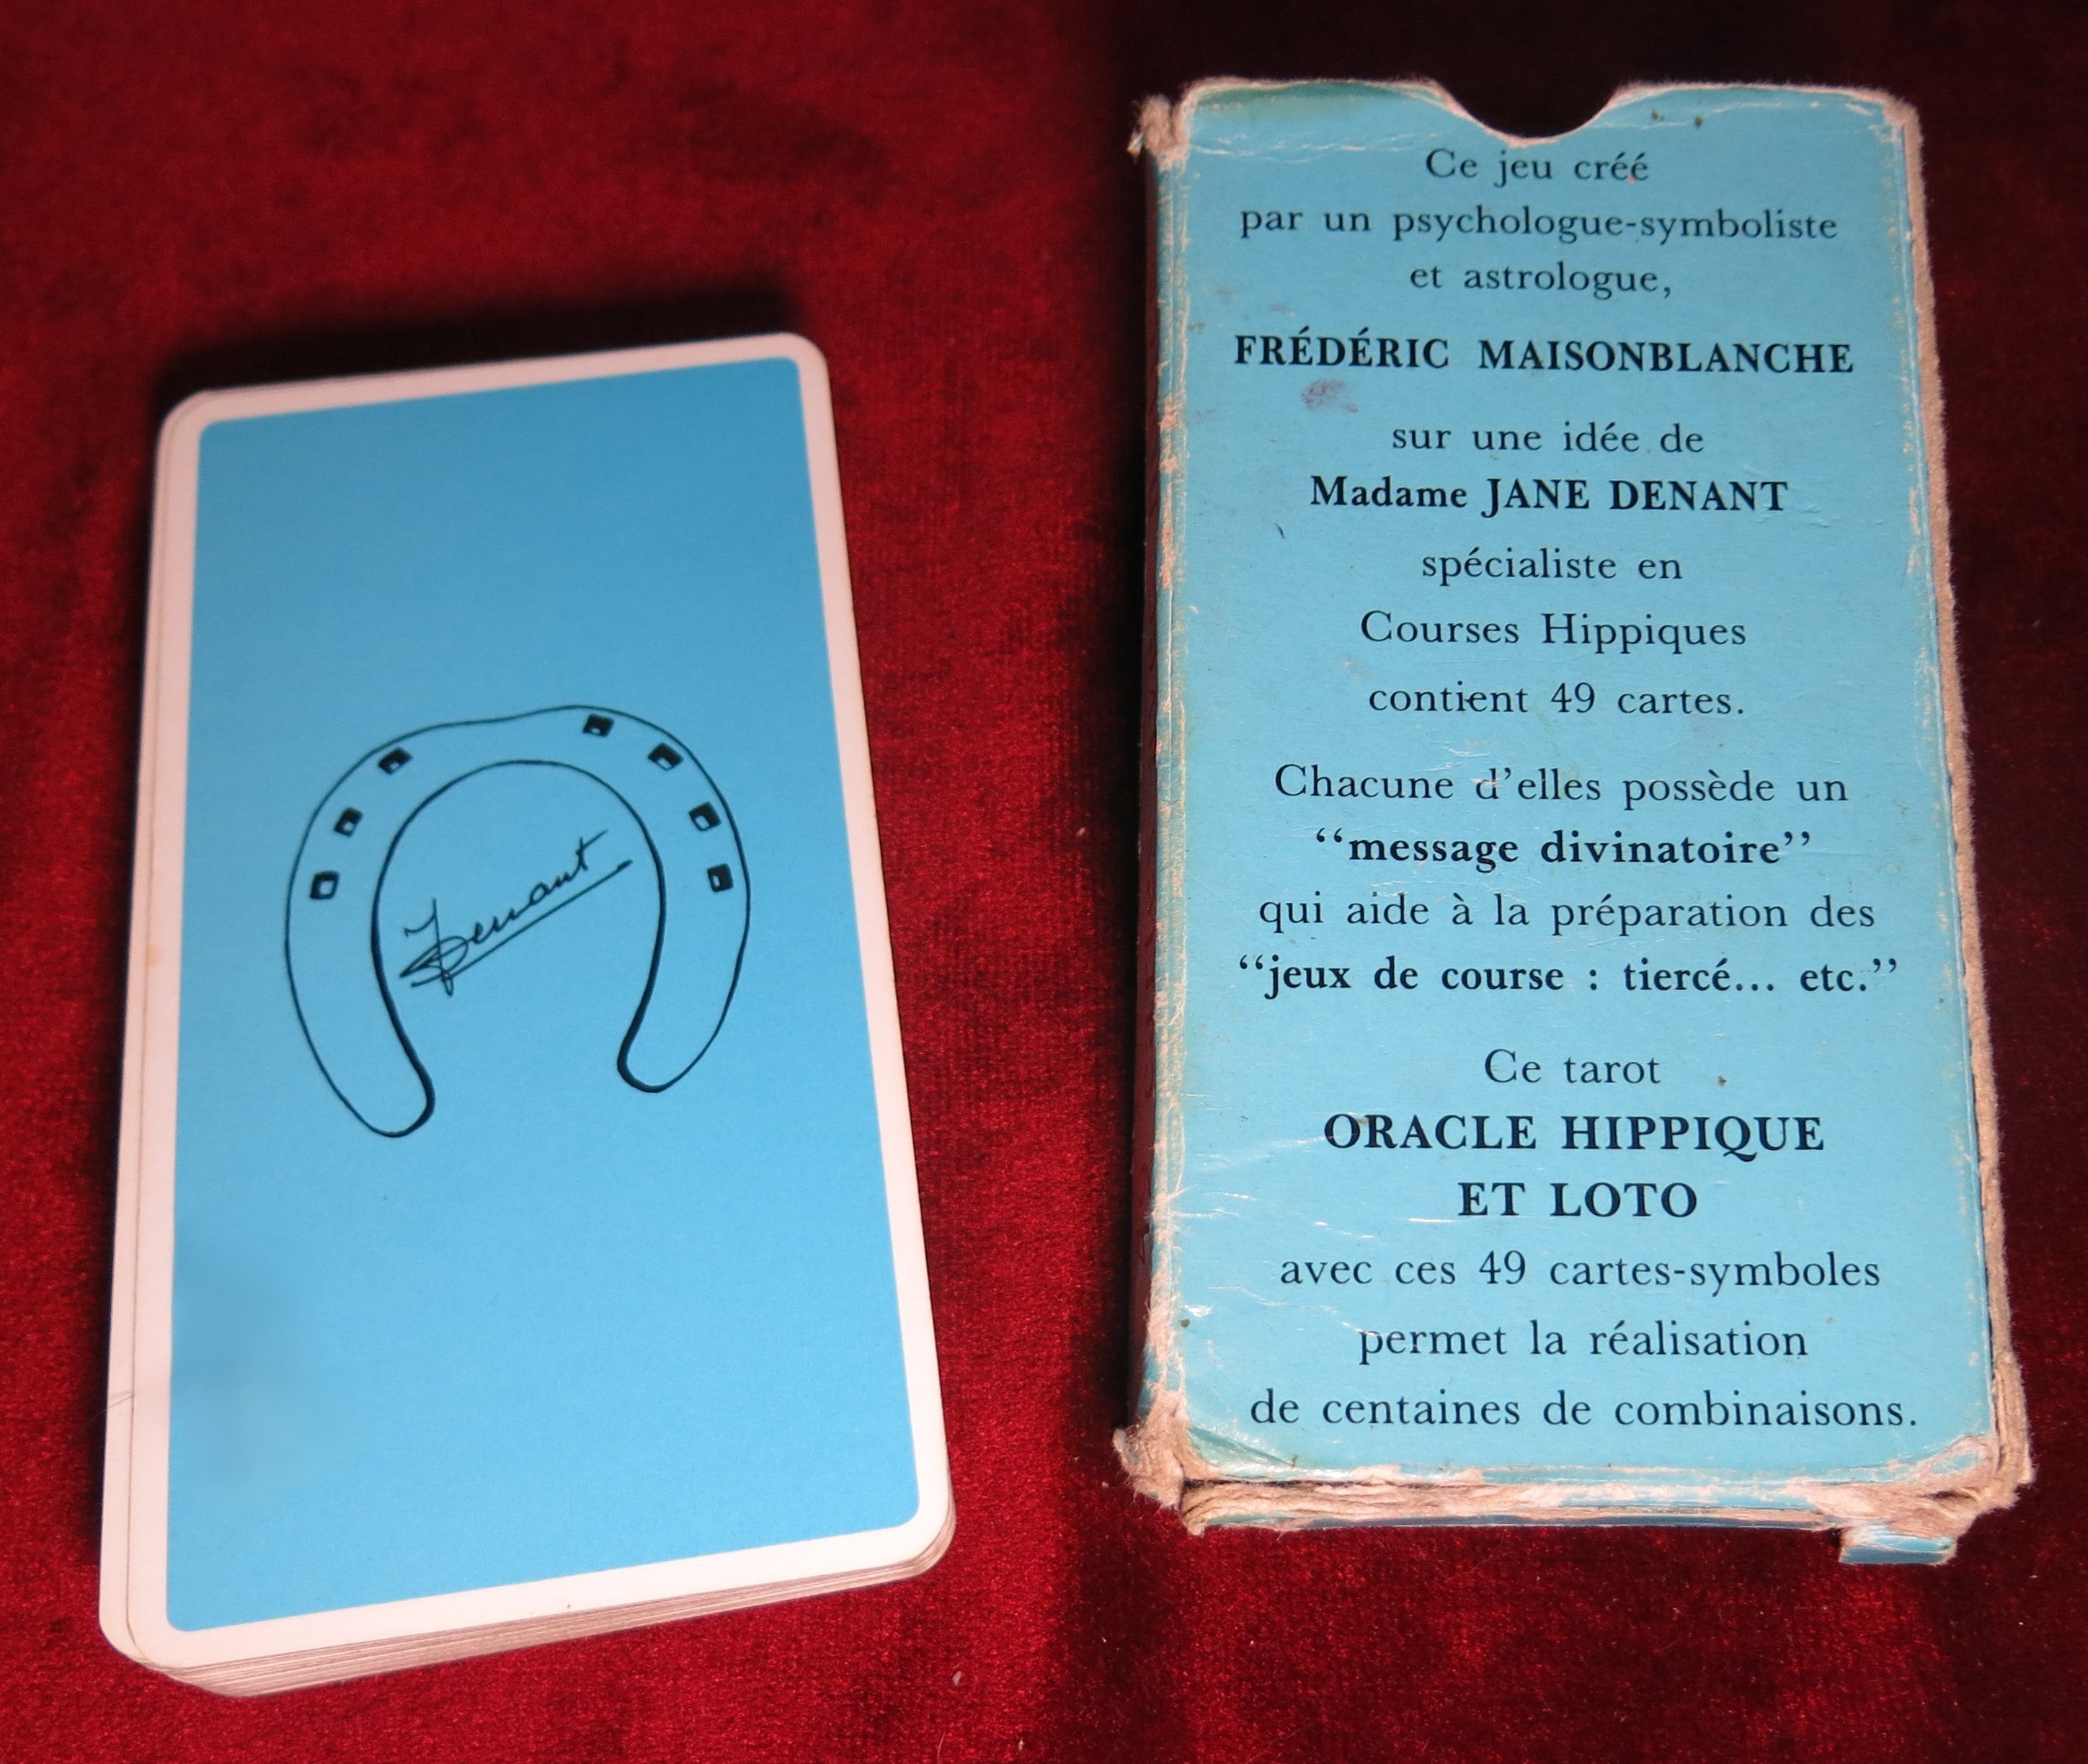 Denant
Ce jeu créé
par un psychologue-symboliste
et astrologue,
FRÉDÉRIC MAISONBLANCHE
sur une idée de
Madame JANE DENANT
spécialiste en
Courses Hippiques
contient 49 cartes.
Chacune d'elles possède un
‘‘message divinatoire’’
qui aide à la préparation des
‘‘jeux de course : tiercé... etc.’’
Ce tarot
ORACLE HIPPIQUE
ET LOTO
avec ces 49 cartes-symboles
permet la réalisation
de centaines de combinaisons.